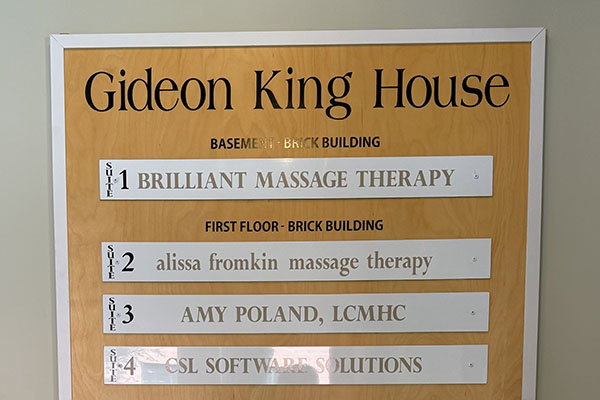 Gideon King House
BASEMENT - BRICK BUILDING
SUITE 1 BRILLIANT MASSAGE THERAPY
FIRST FLOOR - BRICK BUILDING
SUITE 2 alissa fromkin massage therapy
SUITE 3 AMY POLAND, LCMHC
SUITE 4 CSL SOFTWARE SOLUTIONS